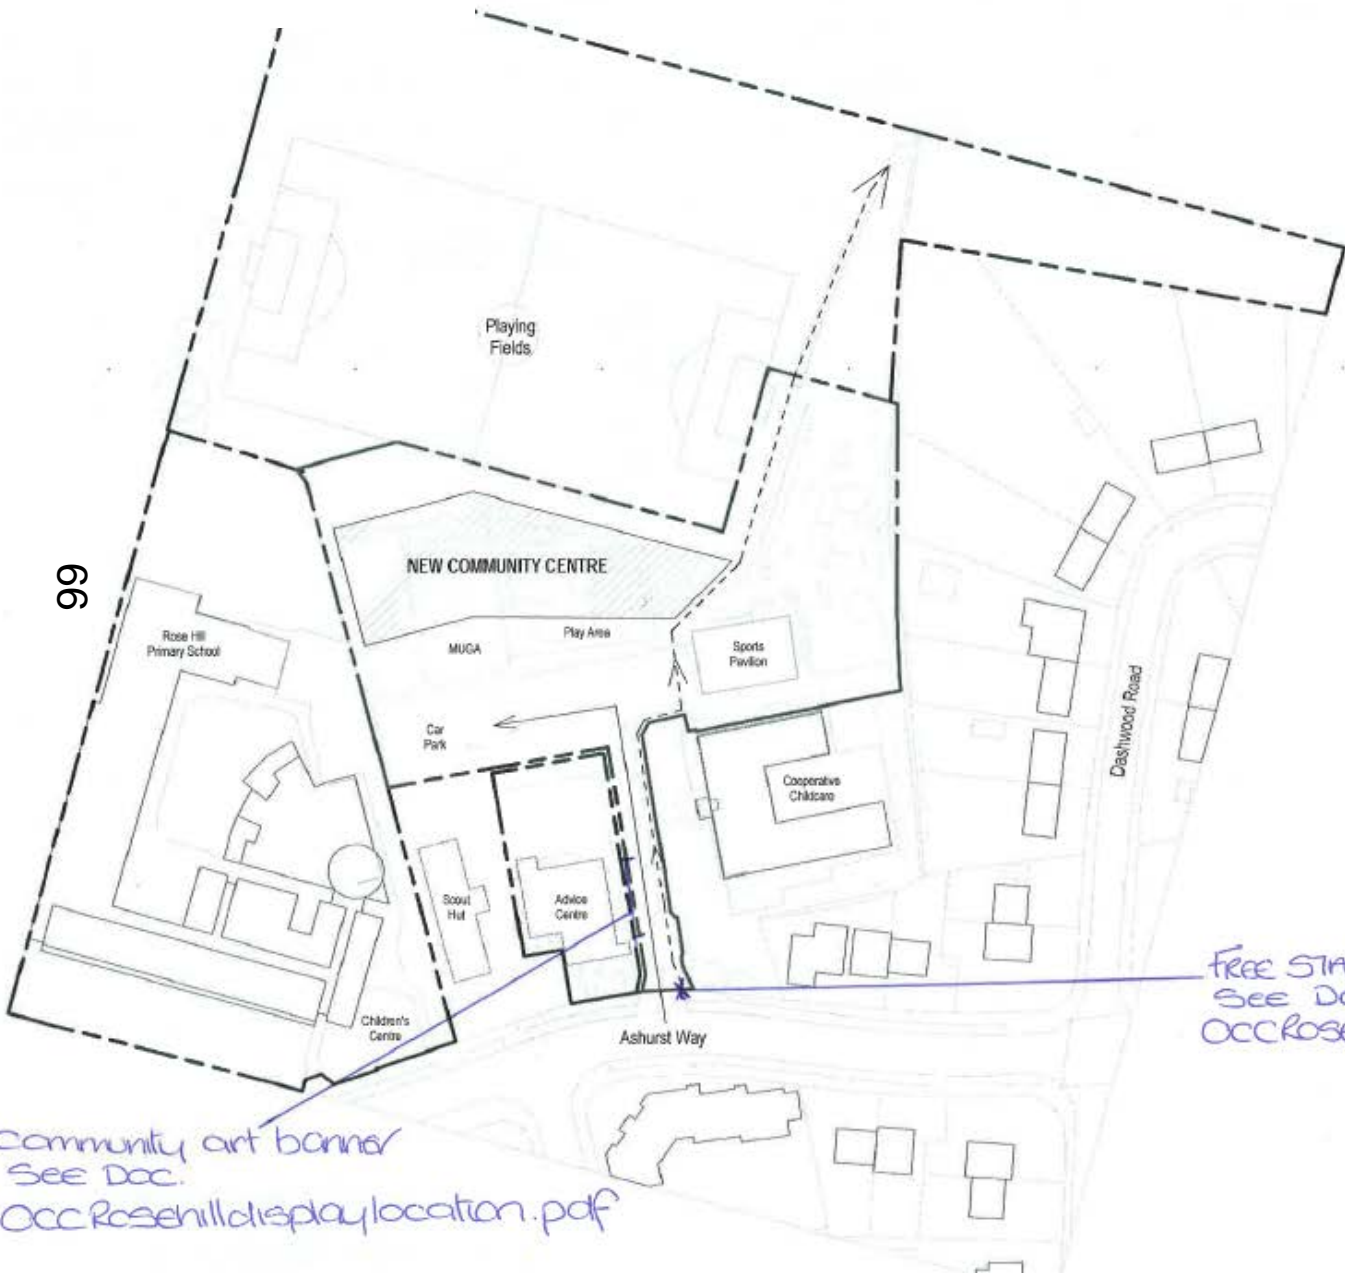 Playing
Fields
NEW COMMUNITY CENTRE
99
Rose Hill
Primary School
MUGA
Play Area
Sports
Pavilion
Dashwood Road
Car
Park
Cooperative
Childcare
Scout
Hut
Advice
Centre
Children's
Centre
Ashurst Way
FREE STA
SEE DO
OCCROSE
Community art banner
SEE DOC.
OCCRosehilldisplaylocation.pdf